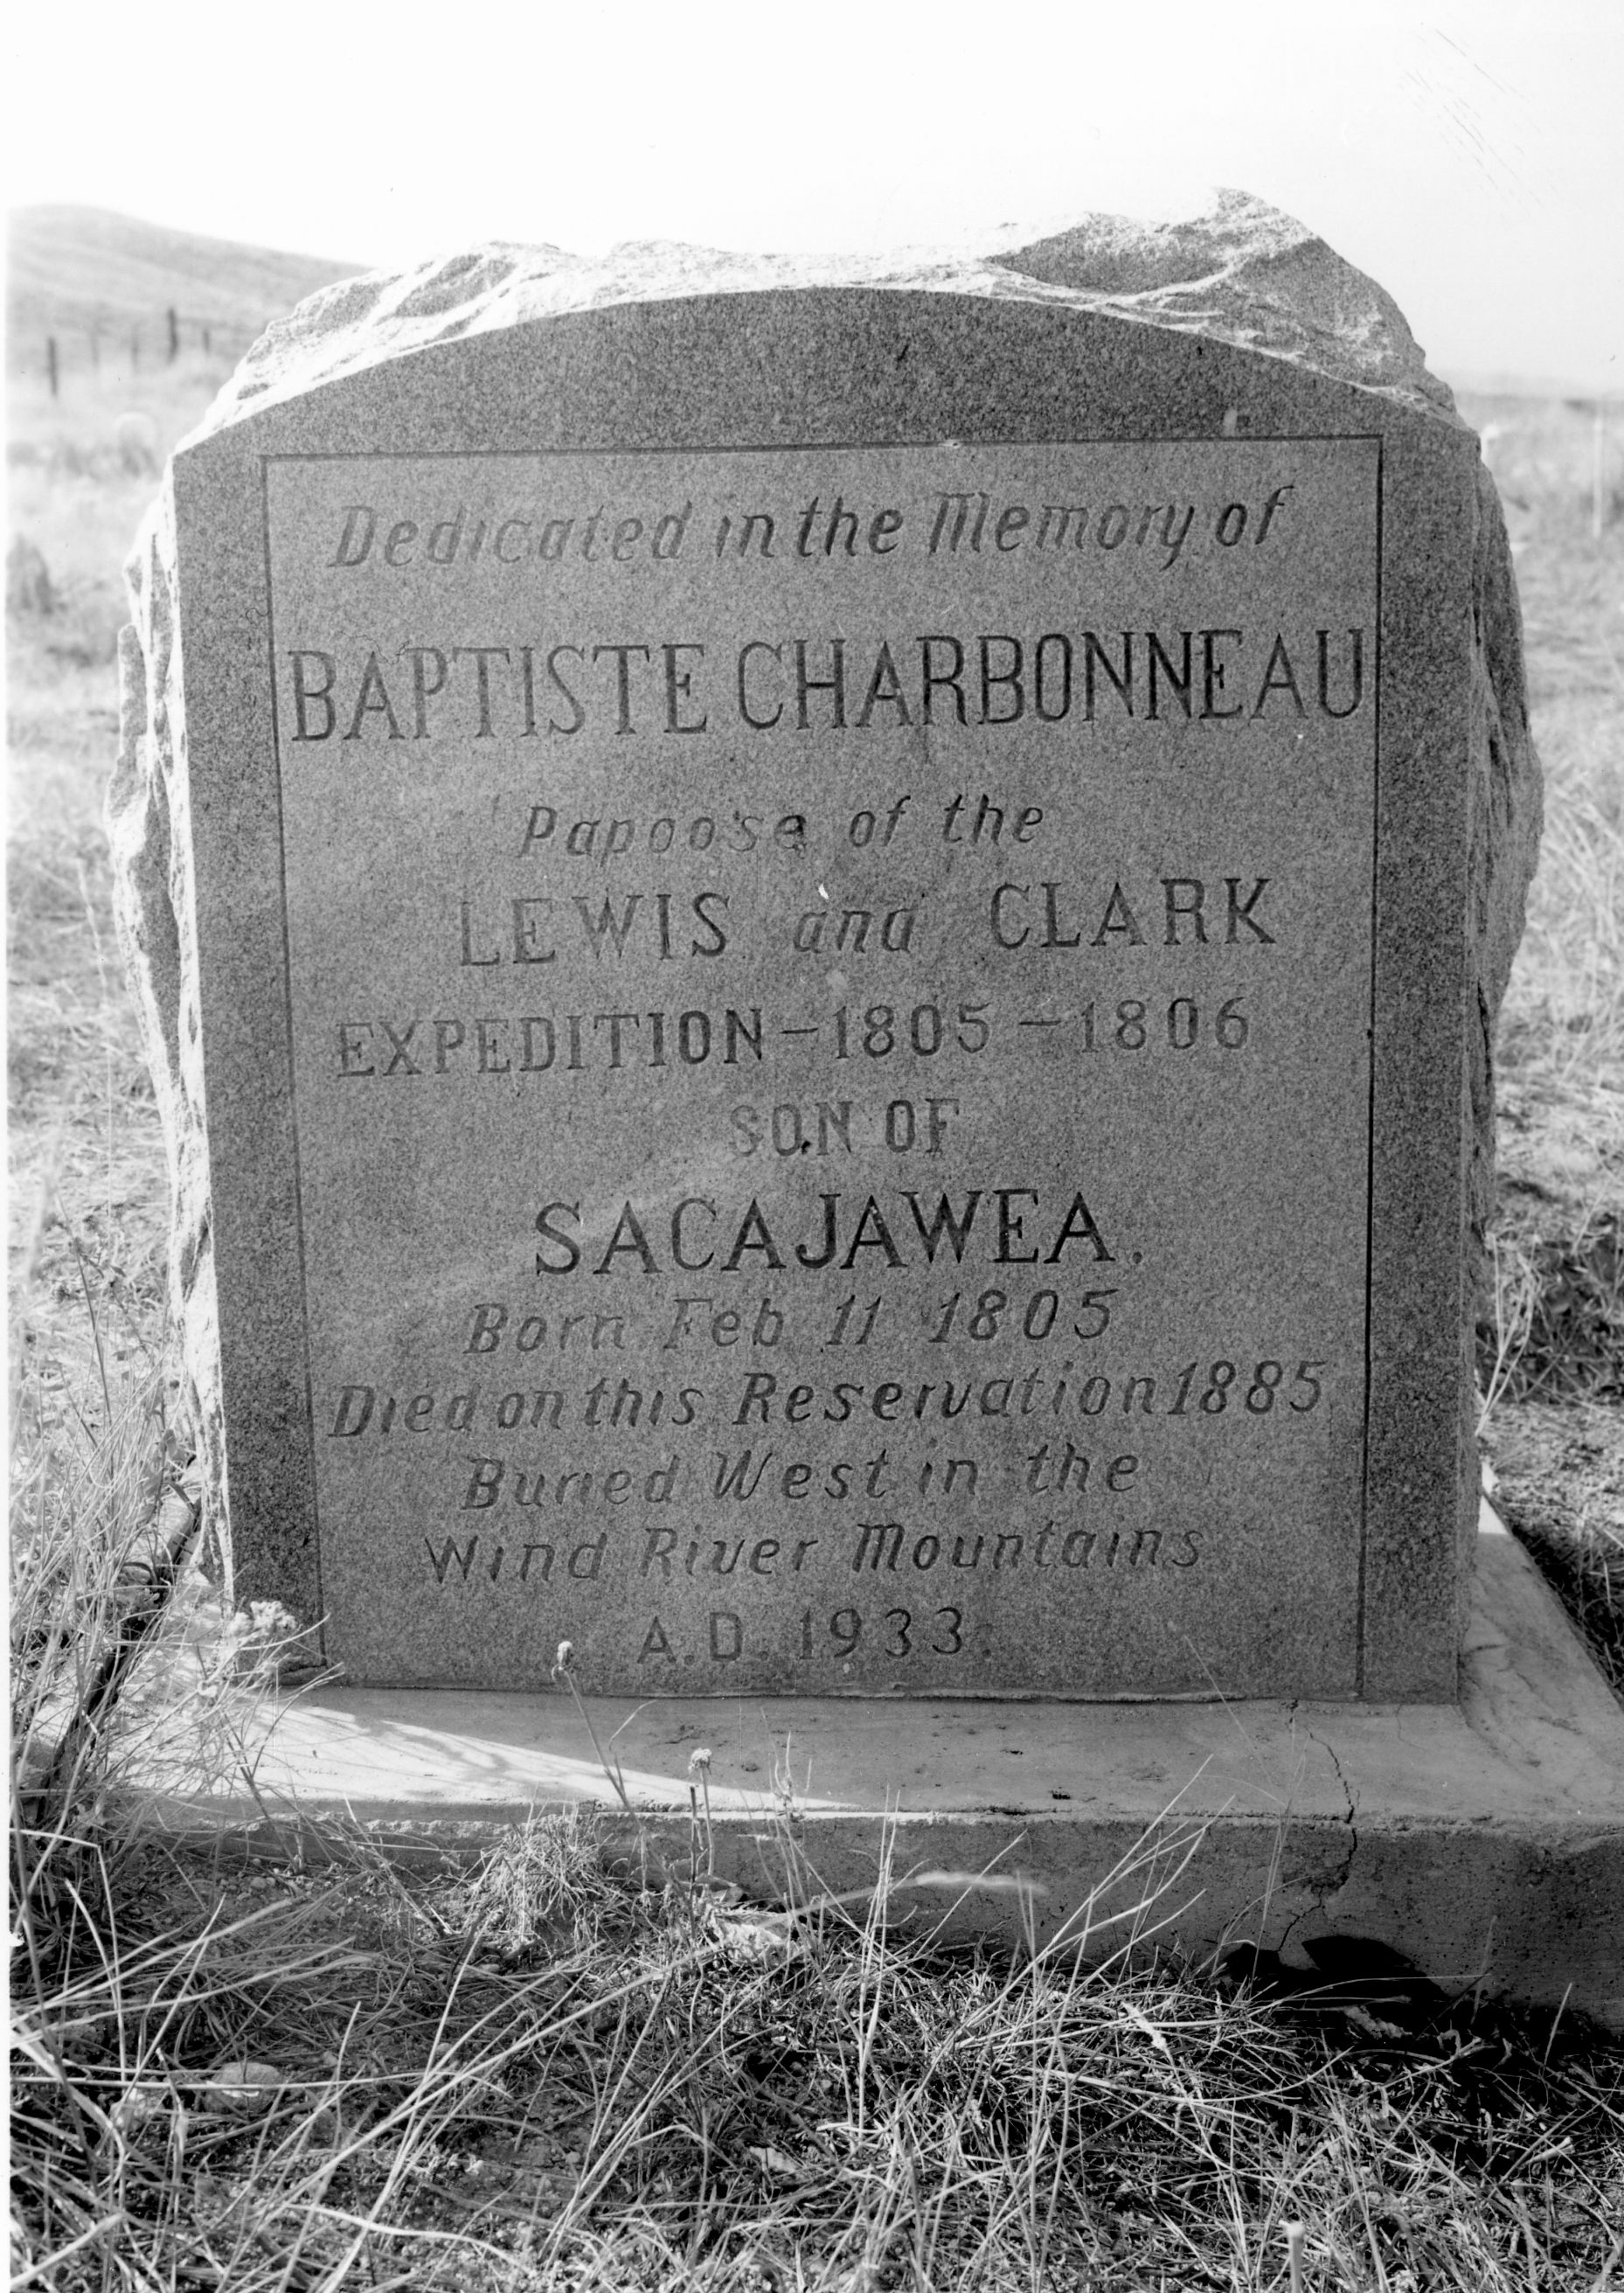 Dedicated in the Memory of
BAPTISTE CHARBONNEAU
Papoose of the
LEWIS and CLARK
EXPEDITION-1805-1806
SON OF
SACAJAWEA.
Born Feb 11 1805
Died on this Reservation 1885
Buried West in the
Wind River Mountains
A.D. 1933.